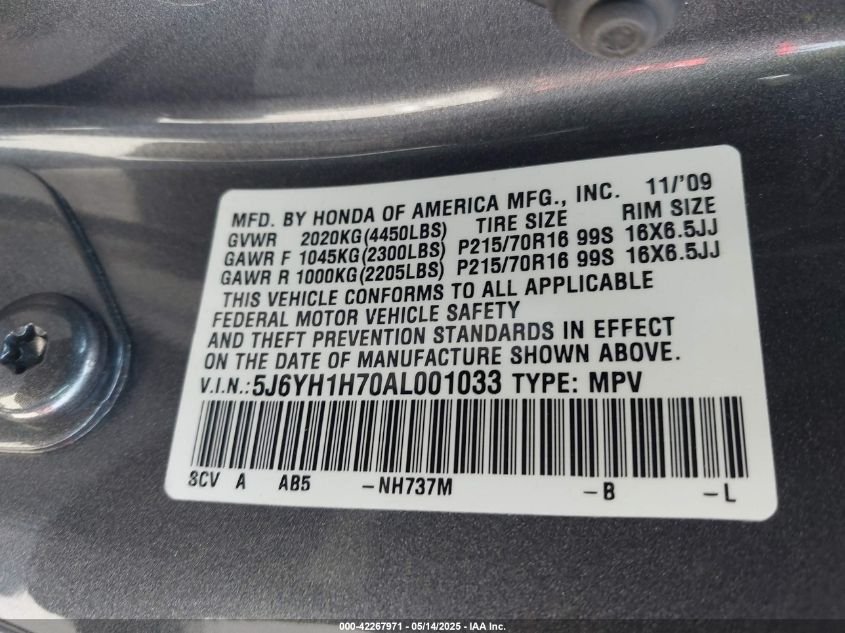 MFD. BY HONDA OF AMERICA MFG., INC. 11/'09
GVWR 2020KG(4450LBS) TIRE SIZE RIM SIZE
GAWR F 1045KG(2300LBS) P215/70R16 99S 16X6.5JJ
GAWR R 1000KG(2205LBS) P215/70R16 99S 16X6.5JJ
THIS VEHICLE CONFORMS TO ALL APPLICABLE
FEDERAL MOTOR VEHICLE SAFETY
AND THEFT PREVENTION STANDARDS IN EFFECT
ON THE DATE OF MANUFACTURE SHOWN ABOVE.
V.I.N.:5J6YH1H70AL001033 TYPE: MPV
SCV A AB5 -NH737M -B -L
000-42267971 - 05/14/2025 - IAA Inc.